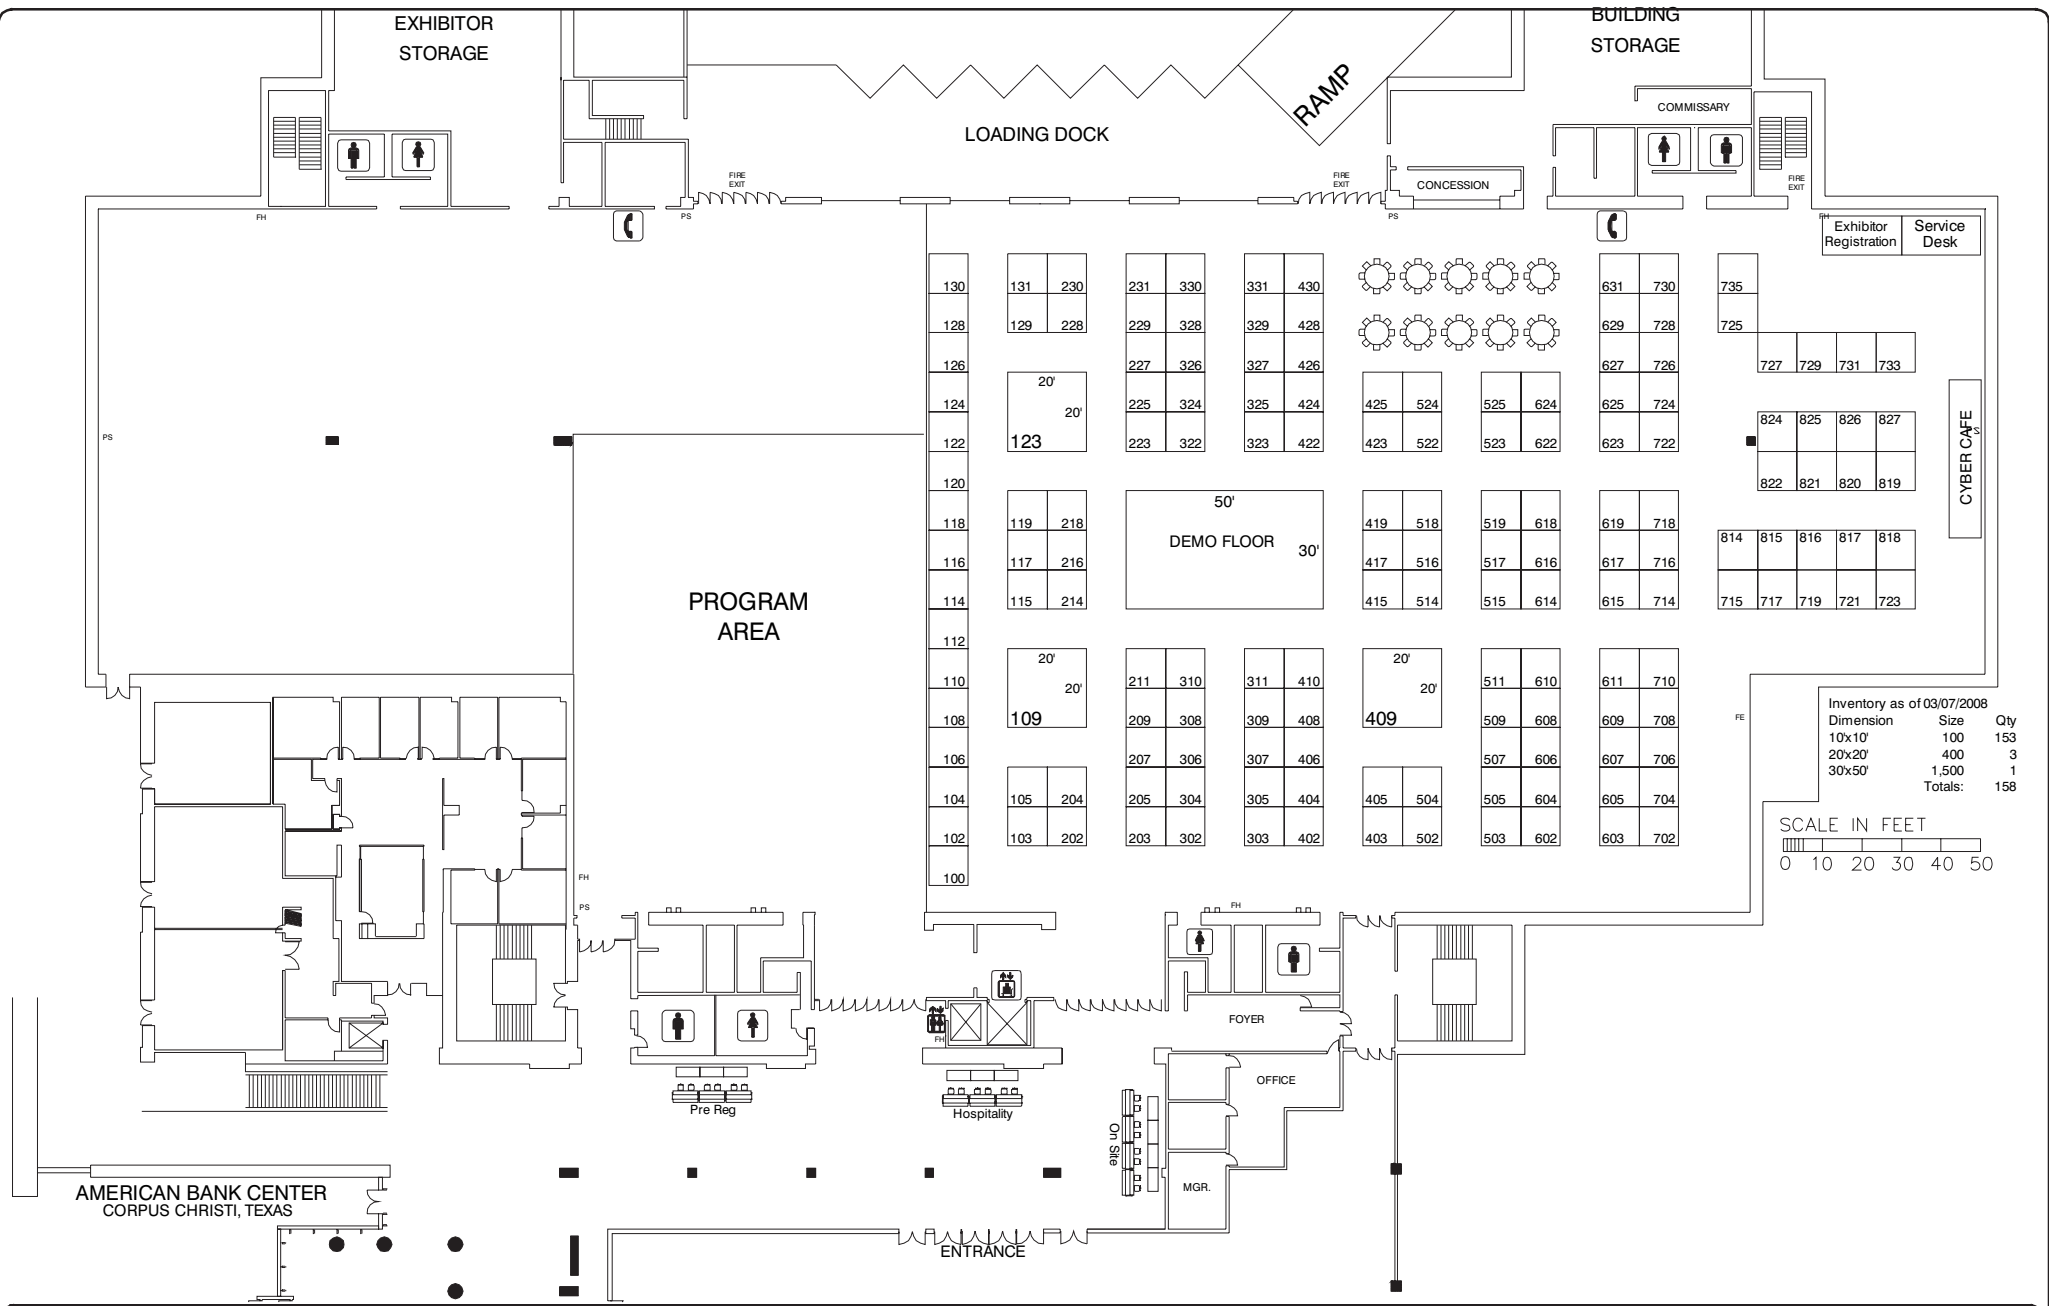 EXHIBITOR
STORAGE
BUILDING
STORAGE
RAMP
COMMISSARY
LOADING DOCK
FIRE
EXIT
FIRE
EXIT
CONCESSION
FIRE
EXIT
FH
PS
PS
FH
Exhibitor
Registration
Service
Desk
130 131 230 231 330 331 430 631 730 735
128 129 228 229 328 329 428 629 728 725
126 227 326 327 426 627 726 727 729 731 733
20'
124 20' 225 324 325 424 425 524 525 624 625 724
122 123 223 322 323 422 423 522 523 622 623 722
824 825 826 827
PS
PS
CYBER CAFE
120 822 821 820 819
50'
118 119 218 419 518 519 618 619 718
DEMO FLOOR 30'
814 815 816 817 818
116 117 216 417 516 517 616 617 716
PROGRAM
AREA
114 115 214 415 514 515 614 615 714 715 717 719 721 723
112
20' 20'
110 20' 211 310 311 410 20' 511 610 611 710
108 109 209 308 309 408 409 509 608 609 708
106 207 306 307 406 507 606 607 706
104 105 204 205 304 305 404 405 504 505 604 605 704
102 103 202 203 302 303 402 403 502 503 602 603 702
100
FE
Inventory as of 03/07/2008
Dimension Size Qty
10'x10' 100 153
20'x20' 400 3
30'x50' 1,500 1
Totals: 158
SCALE IN FEET
0 10 20 30 40 50
FH
PS
FH
FOYER
FH
OFFICE
Pre Reg
Hospitality
On Site
MGR.
AMERICAN BANK CENTER
CORPUS CHRISTI, TEXAS
ENTRANCE